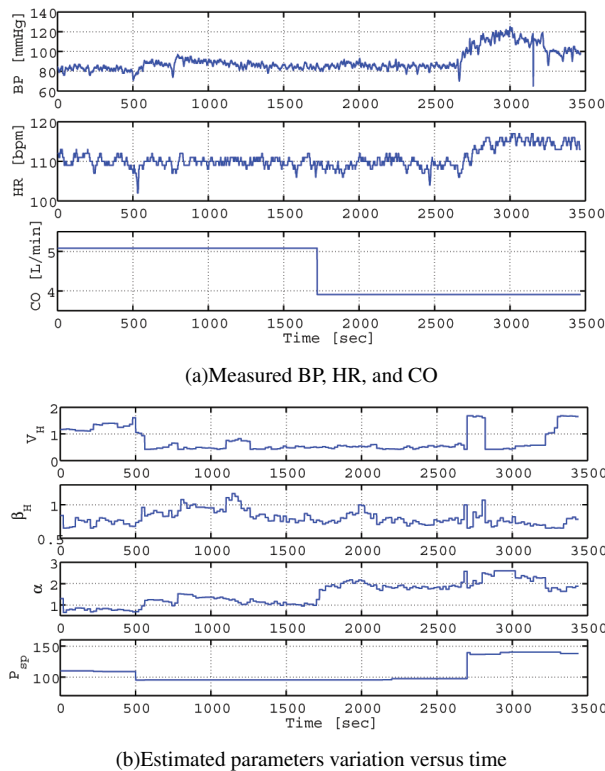 140
120
100
80
60
BP [mmHg]
0 500 1000 1500 2000 2500 3000 3500
120
110
100
HR [bpm]
0 500 1000 1500 2000 2500 3000 3500
5
4
CO [L/min]
0 500 1000 1500 2000 2500 3000 3500
Time [sec]
(a)Measured BP, HR, and CO
2
1
0
V_H
0 500 1000 1500 2000 2500 3000 3500
1
0.5
β_H
0 500 1000 1500 2000 2500 3000 3500
3
2
1
α
0 500 1000 1500 2000 2500 3000 3500
150
100
P_sp
0 500 1000 1500 2000 2500 3000 3500
Time [sec]
(b)Estimated parameters variation versus time